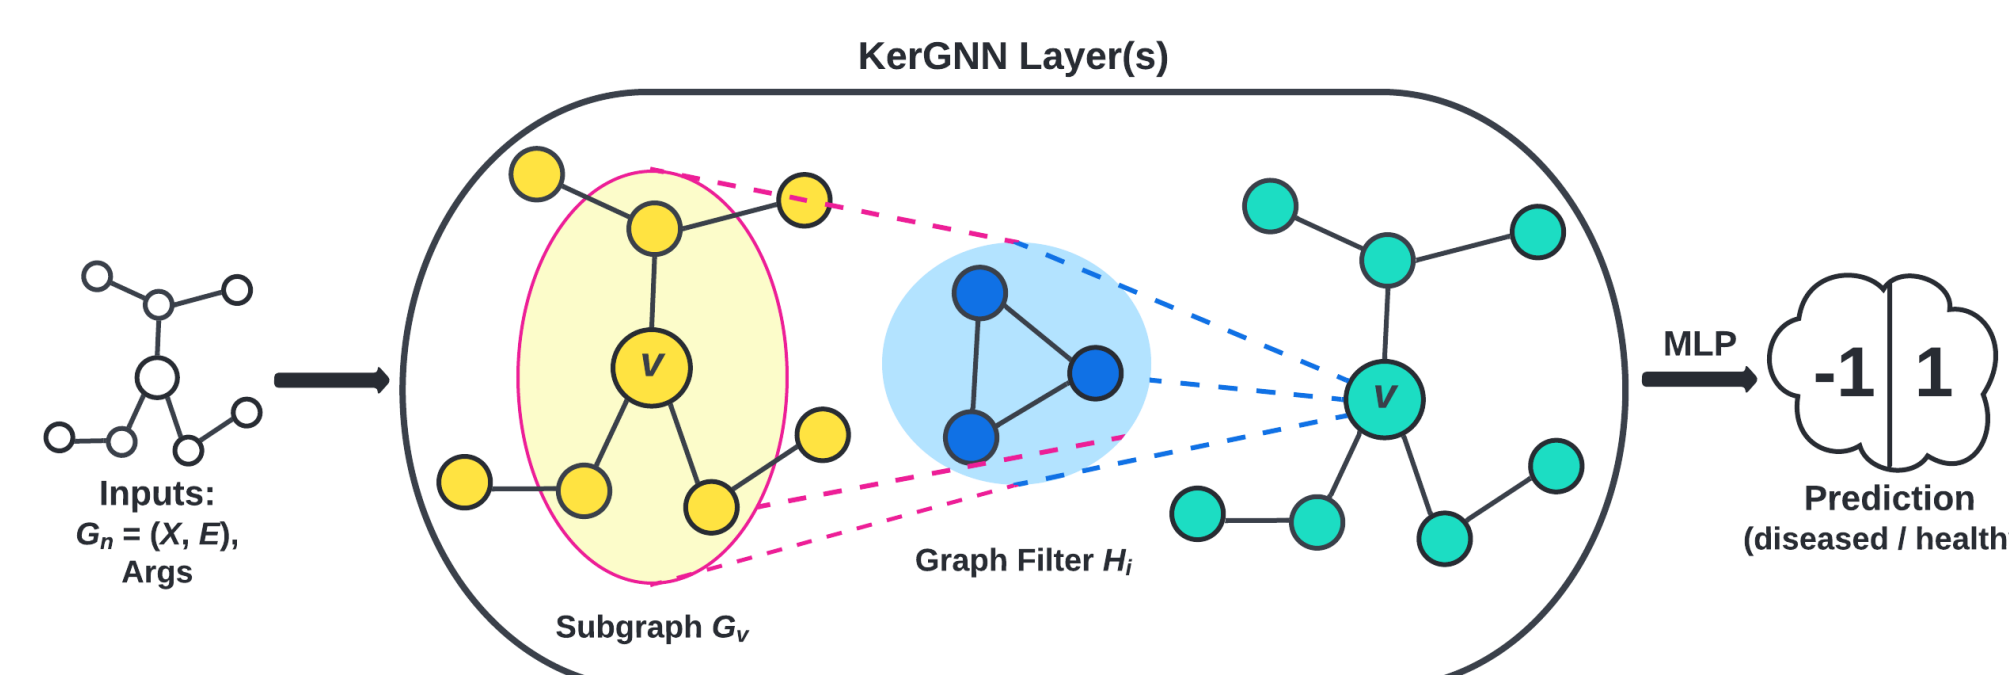 KerGNN Layer(s)
Inputs:
Gn = (X, E),
Args
v
Subgraph Gv
Graph Filter Hi
v
MLP
-1 1
Prediction
(diseased / health